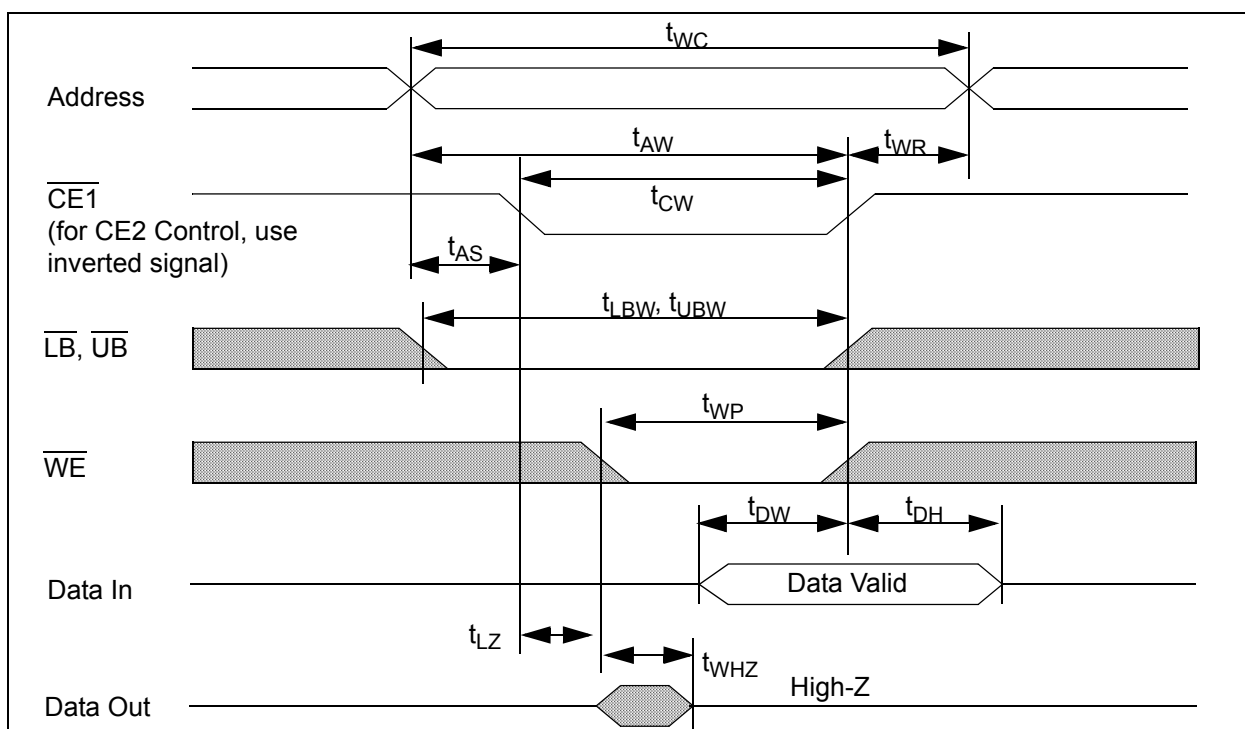 tWC
Address
tAW
tWR
CE1
(for CE2 Control, use
inverted signal)
tCW
tAS
tLBW, tUBW
LB, UB
tWP
WE
tDW
tDH
Data In
Data Valid
tLZ
tWHZ
High-Z
Data Out